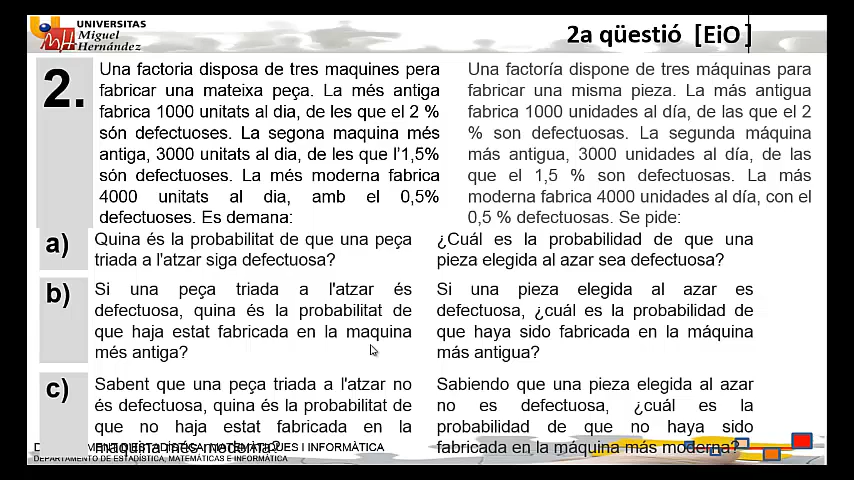 UNIVERSITAS
Miguel
Hernández
2a qüestió [EiO]
2.
Una factoria disposa de tres maquines pera
fabricar una mateixa peça. La més antiga
fabrica 1000 unitats al dia, de les que el 2 %
són defectuoses. La segona maquina més
antiga, 3000 unitats al dia, de les que l'1,5%
són defectuoses. La més moderna fabrica
4000 unitats al dia, amb el 0,5%
defectuoses. Es demana:
Una factoría dispone de tres máquinas para
fabricar una misma pieza. La más antigua
fabrica 1000 unidades al día, de las que el 2
% son defectuosas. La segunda máquina
más antigua, 3000 unidades al día, de las
que el 1,5 % son defectuosas. La más
moderna fabrica 4000 unidades al día, con el
0,5 % defectuosas. Se pide:
a)
Quina és la probabilitat de que una peça
triada a l'atzar siga defectuosa?
¿Cuál es la probabilidad de que una
pieza elegida al azar sea defectuosa?
b)
Si una peça triada a l'atzar és
defectuosa, quina és la probabilitat de
que haja estat fabricada en la maquina
més antiga?
Si una pieza elegida al azar es
defectuosa, ¿cuál es la probabilidad de
que haya sido fabricada en la máquina
más antigua?
c)
Sabent que una peça triada a l'atzar no
és defectuosa, quina és la probabilitat de
que no haja estat fabricada en la
maquina més moderna?
Sabiendo que una pieza elegida al azar
no es defectuosa, ¿cuál es la
probabilidad de que no haya sido
fabricada en la máquina más moderna?
D MENT D'ESTADÍSTICA, MATEMÀTIQUES I INFORMÀTICA
DEPARTAMENTO DE ESTADÍSTICA, MATEMÁTICAS E INFORMÁTICA